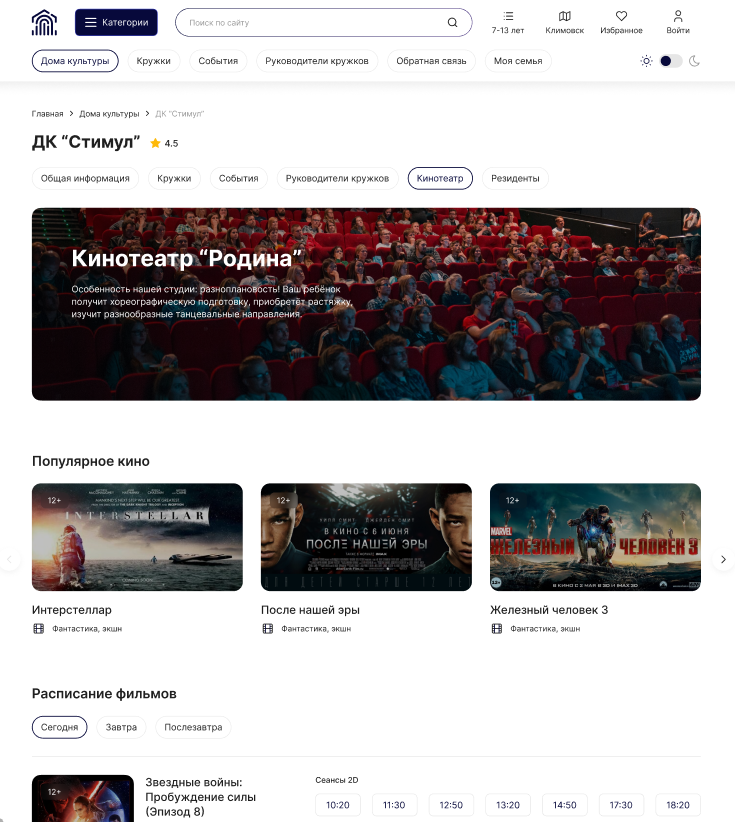 Категории
Поиск по сайту
7-13 лет
Климовск
Избранное
Войти
Дома культуры
Кружки
События
Руководители кружков
Обратная связь
Моя семья
Главная > Дома культуры > ДК “Стимул”
ДК “Стимул”
4.5
Общая информация
Кружки
События
Руководители кружков
Кинотеатр
Резиденты
Кинотеатр “Родина”
Особенность нашей студии: разноплановость! Ваш ребёнок
получит хореографическую подготовку, приобретёт растяжку,
изучит разнообразные танцевальные направления.
Популярное кино
12+
INTERSTELLAR
12+
УИЛЛ СМИТ ДЖЕЙДЕН СМИТ
В КИНО С 6 ИЮНЯ
ПОСЛЕ НАШЕЙ ЭРЫ
12+
MARVEL
ЖЕЛЕЗНЫЙ ЧЕЛОВЕК 3
12+
Интерстеллар
Фантастика, экшн
После нашей эры
Фантастика, экшн
Железный человек 3
Фантастика, экшн
Расписание фильмов
Сегодня
Завтра
Послезавтра
12+
Звездные войны:
Пробуждение силы
(Эпизод 8)
Сеансы 2D
10:20
11:30
12:50
13:20
14:50
17:30
18:20